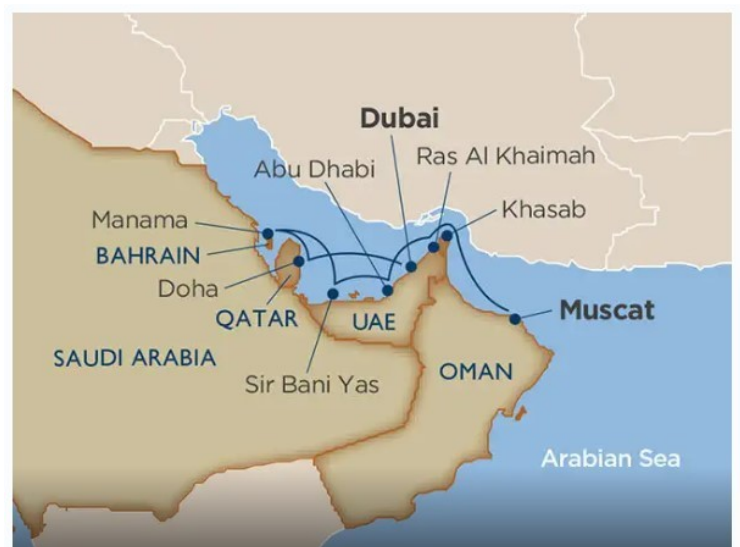 Dubai
Abu Dhabi
Ras Al Khaimah
Manama
Khasab
BAHRAIN
Doha
QATAR
UAE
Muscat
SAUDI ARABIA
Sir Bani Yas
OMAN
Arabian Sea